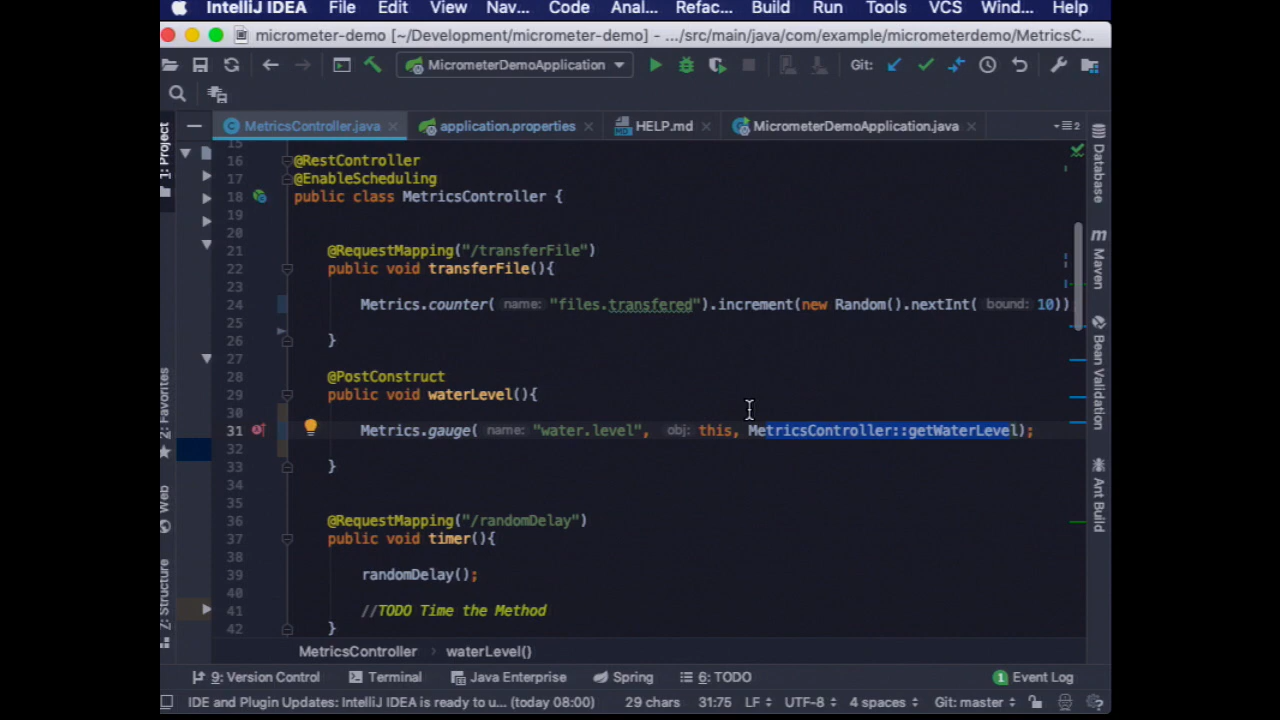 IntelliJ IDEA File Edit View Nav... Code Anal... Refac... Build Run Tools VCS Wind... Help
micrometer-demo [~/Development/micrometer-demo] - .../src/main/java/com/example/micrometerdemo/MetricsC...
MicrometerDemoApplication Git:
MetricsController.java application.properties HELP.md MicrometerDemoApplication.java 2
15
16 @RestController
17 @EnableScheduling
18 public class MetricsController {
19
20
21 @RequestMapping("/transferFile")
22 public void transferFile(){
23
24 Metrics.counter( name: "files.transfered").increment(new Random().nextInt( bound: 10))
25
26 }
27
28 @PostConstruct
29 public void waterLevel(){
30
31 Metrics.gauge( name: "water.level", obj: this, MetricsController::getWaterLevel);
32
33 }
34
35
36 @RequestMapping("/randomDelay")
37 public void timer(){
38
39 randomDelay();
40
41 //TODO Time the Method
42 }
MetricsController waterLevel()
1: Project
2: Favorites
Web
7: Structure
Database
m Maven
Bean Validation
Ant Build
9: Version Control Terminal Java Enterprise Spring 6: TODO 1 Event Log
IDE and Plugin Updates: IntelliJ IDEA is ready to u... (today 08:00) 29 chars 31:75 LF UTF-8 4 spaces Git: master